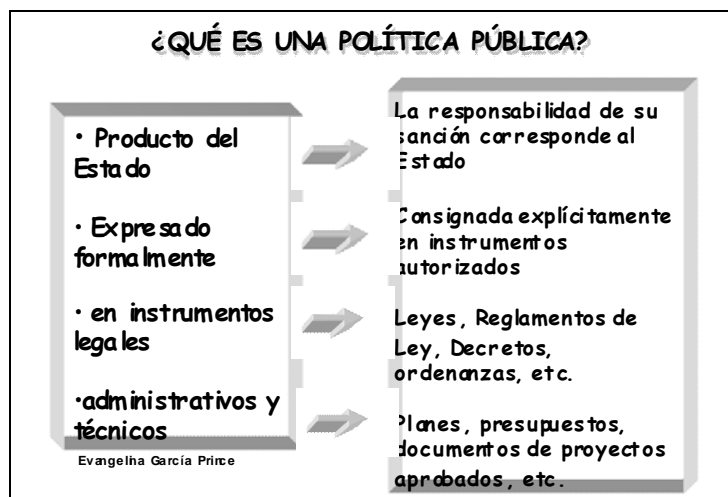 ¿QUÉ ES UNA POLÍTICA PÚBLICA?
• Producto del
Estado
• Expresado
formalmente
• en instrumentos
legales
•administrativos y
técnicos
Evangelina García Prince
La responsabilidad de su
sanción corresponde al
Estado
Consignada explícitamente
en instrumentos
autorizados
Leyes, Reglamentos de
Ley, Decretos,
ordenanzas, etc.
Planes, presupuestos,
documentos de proyectos
aprobados, etc.